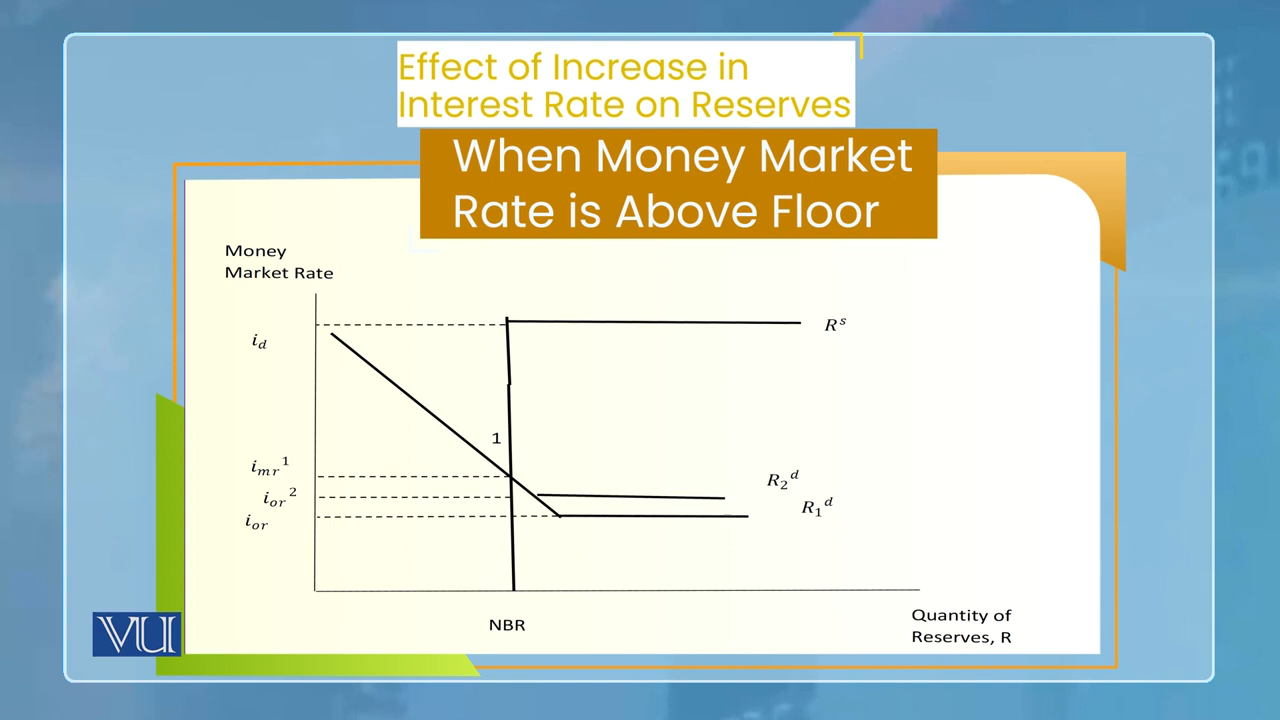 Effect of Increase in
Interest Rate on Reserves
When Money Market
Rate is Above Floor
Money
Market Rate
i_d
R^s
1
i_mr^1
i_or^2
R_2^d
R_1^d
i_or
NBR
Quantity of
Reserves, R
VU